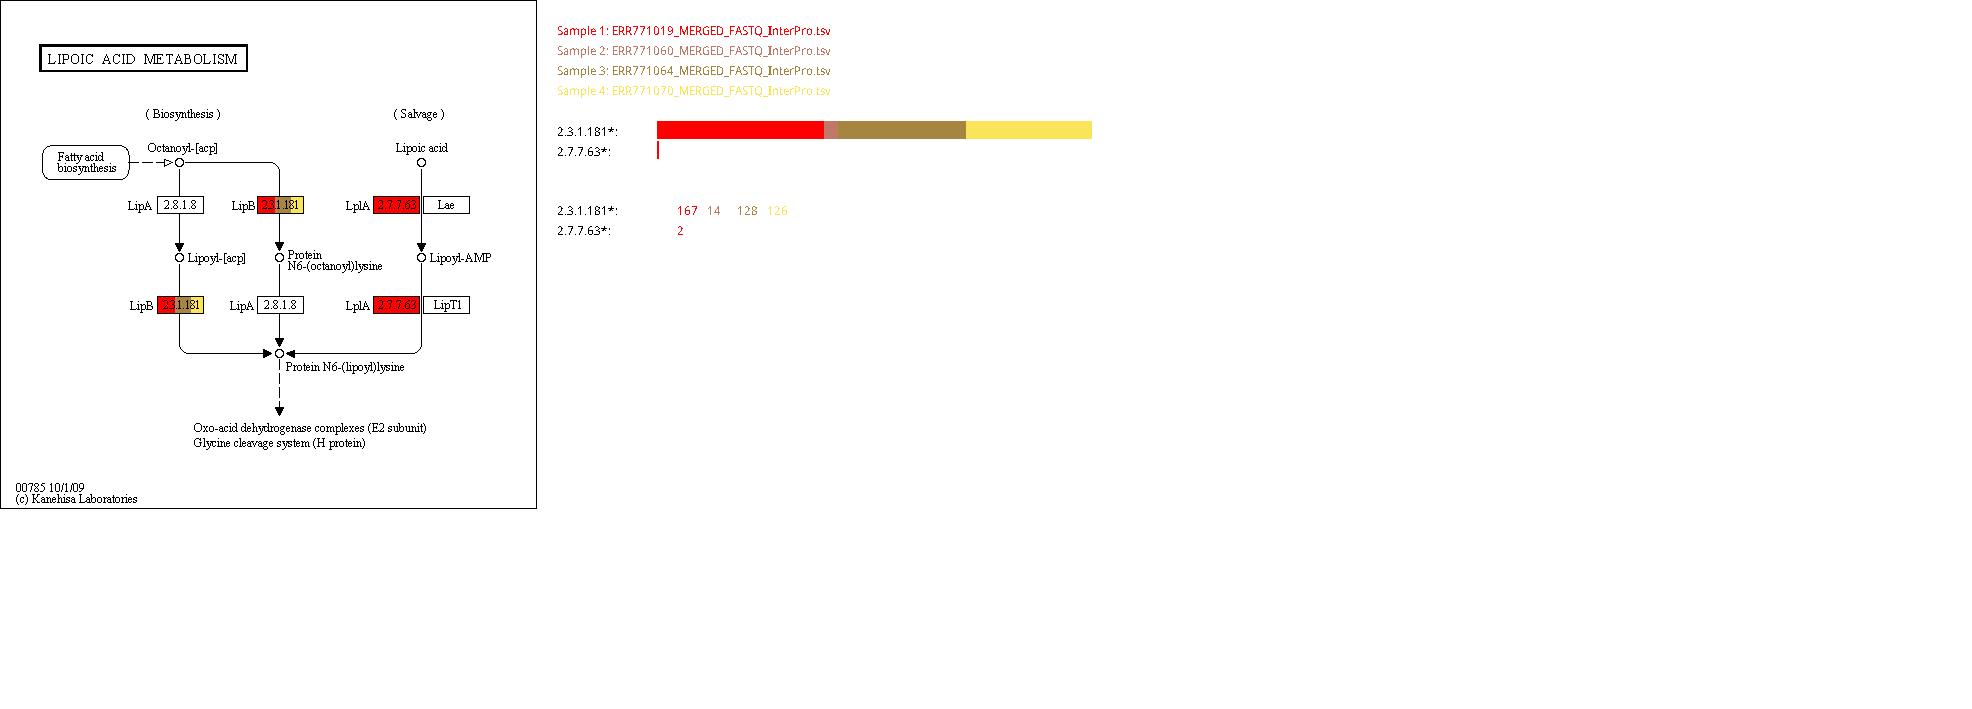 LIPOIC ACID METABOLISM
( Biosynthesis )
( Salvage )
Fatty acid
biosynthesis
Octanoyl-[acp]
Lipoic acid
LipA 2.8.1.8
LipB 2.3.1.181
LplA 2.7.7.63 Lae
Lipoyl-[acp]
Protein
N6-(octanoyl)lysine
Lipoyl-AMP
LipB 2.3.1.181
LipA 2.8.1.8
LplA 2.7.7.63 LipT1
Protein N6-(lipoyl)lysine
Oxo-acid dehydrogenase complexes (E2 subunit)
Glycine cleavage system (H protein)
00785 10/1/09
(c) Kanehisa Laboratories
Sample 1: ERR771019_MERGED_FASTQ_InterPro.tsv
Sample 2: ERR771060_MERGED_FASTQ_InterPro.tsv
Sample 3: ERR771064_MERGED_FASTQ_InterPro.tsv
Sample 4: ERR771070_MERGED_FASTQ_InterPro.tsv
2.3.1.181*:
2.7.7.63*:
2.3.1.181*: 167 14 128 126
2.7.7.63*: 2